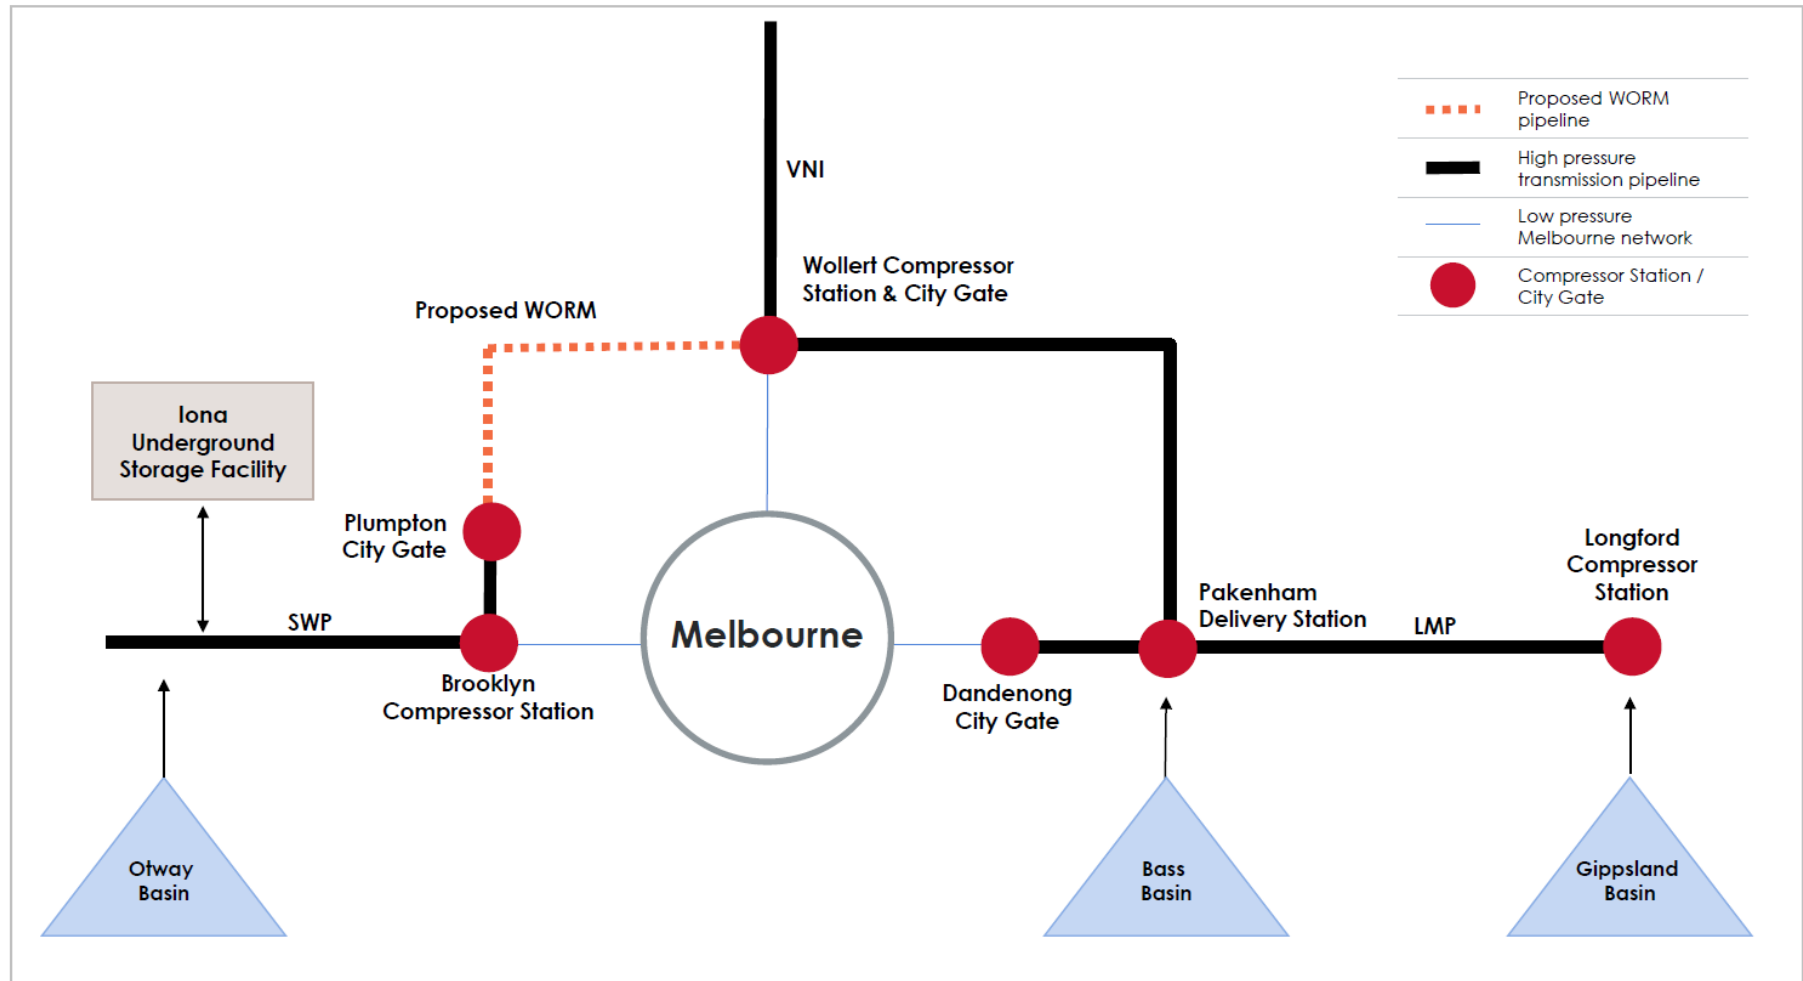 VNI
Proposed WORM
pipeline
High pressure
transmission pipeline
Low pressure
Melbourne network
Compressor Station /
City Gate
Wollert Compressor
Station & City Gate
Proposed WORM
Iona
Underground
Storage Facility
Plumpton
City Gate
SWP
Brooklyn
Compressor Station
Melbourne
Dandenong
City Gate
Pakenham
Delivery Station
LMP
Longford
Compressor
Station
Otway
Basin
Bass
Basin
Gippsland
Basin